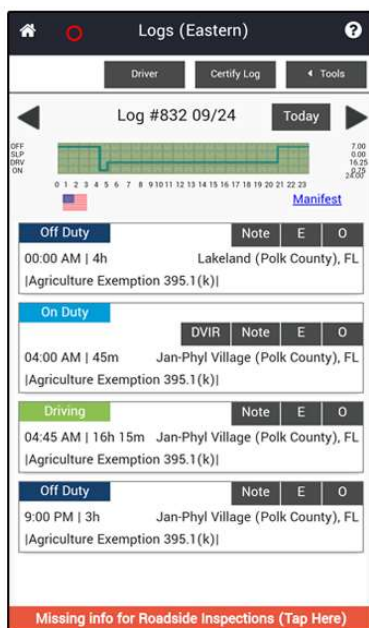 Logs (Eastern)
?
Driver
Certify Log
Tools
Log #832 09/24
Today
OFF 7.00
SLP 0.00
DRV 16.25
ON 0.75
24.00
0 1 2 3 4 5 6 7 8 9 10 11 12 13 14 15 16 17 18 19 20 21 22 23
Manifest
Off Duty Note E O
00:00 AM | 4h Lakeland (Polk County), FL
|Agriculture Exemption 395.1(k)|
On Duty
DVIR Note E O
04:00 AM | 45m Jan-Phyl Village (Polk County), FL
|Agriculture Exemption 395.1(k)|
Driving Note E O
04:45 AM | 16h 15m Jan-Phyl Village (Polk County), FL
|Agriculture Exemption 395.1(k)|
Off Duty Note E O
9:00 PM | 3h Jan-Phyl Village (Polk County), FL
|Agriculture Exemption 395.1(k)|
Missing info for Roadside Inspections (Tap Here)